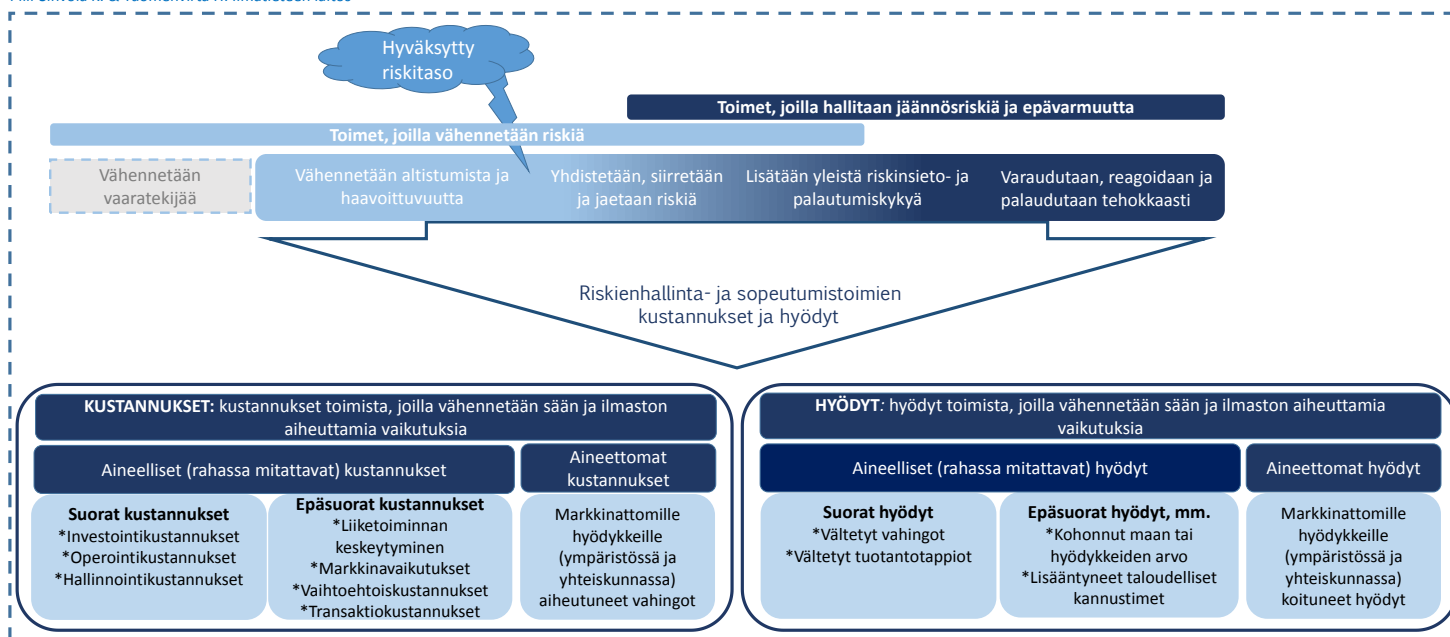 Hyväksytty
riskitaso
Toimet, joilla hallitaan jäännösriskiä ja epävarmuutta
Toimet, joilla vähennetään riskiä
Vähennetään
vaaratekijää
Vähennetään altistumista ja
haavoittuvuutta
Yhdistetään, siirretään
ja jaetaan riskiä
Lisätään yleistä riskinsieto- ja
palautumiskykyä
Varaudutaan, reagoidaan ja
palaudutaan tehokkaasti
Riskienhallinta- ja sopeutumistoimien
kustannukset ja hyödyt
KUSTANNUKSET: kustannukset toimista, joilla vähennetään sään ja ilmaston
aiheuttamia vaikutuksia
Aineelliset (rahassa mitattavat) kustannukset
Aineettomat
kustannukset
Suorat kustannukset
*Investointikustannukset
*Operointikustannukset
*Hallinnointikustannukset
Epäsuorat kustannukset
*Liiketoiminnan
keskeytyminen
*Markkinavaikutukset
*Vaihtoehtoiskustannukset
*Transaktiokustannukset
Markkinattomille
hyödykkeille
(ympäristössä ja
yhteiskunnassa)
aiheutuneet vahingot
HYÖDYT: hyödyt toimista, joilla vähennetään sään ja ilmaston aiheuttamia
vaikutuksia
Aineelliset (rahassa mitattavat) hyödyt
Aineettomat hyödyt
Suorat hyödyt
*Vältetyt vahingot
*Vältetyt tuotantotappiot
Epäsuorat hyödyt, mm.
*Kohonnut maan tai
hyödykkeiden arvo
*Lisääntyneet taloudelliset
kannustimet
Markkinattomille
hyödykkeille
(ympäristössä ja
yhteiskunnassa)
koituneet hyödyt